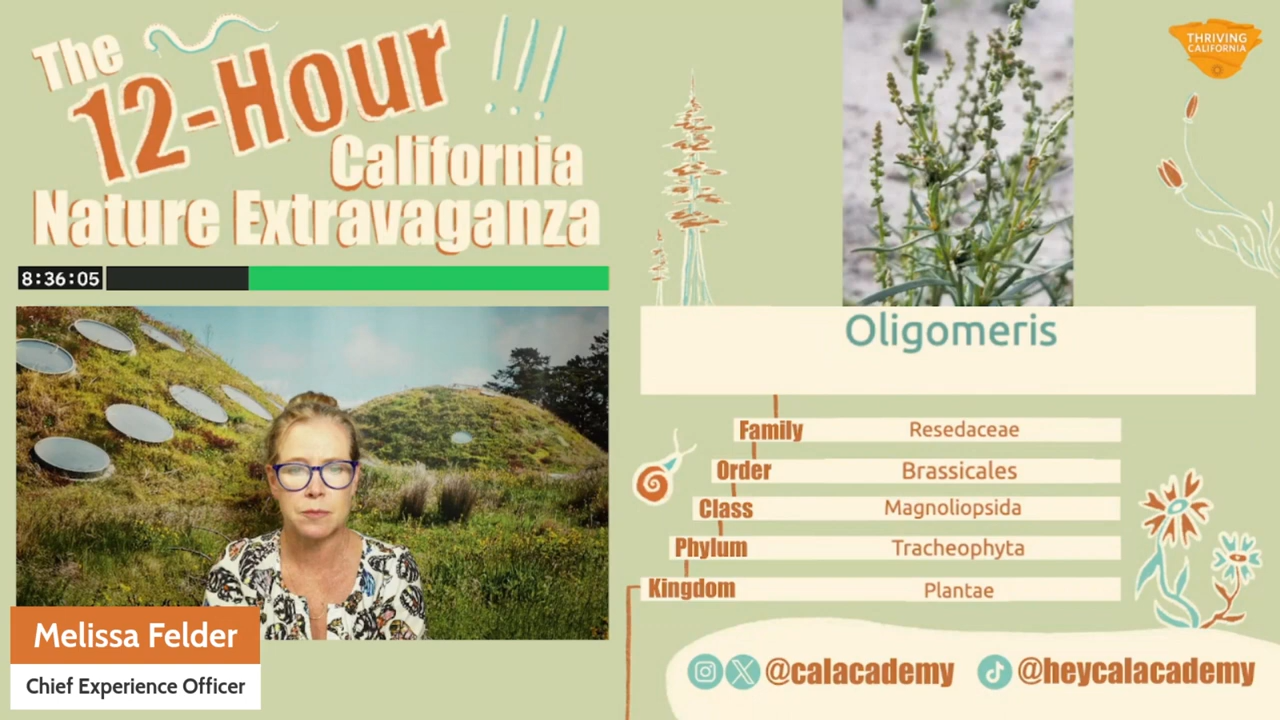 The
12-Hour !!!
California
Nature Extravaganza
8:36:05
Melissa Felder
Chief Experience Officer
THRIVING
CALIFORNIA
Oligomeris
Family Resedaceae
Order Brassicales
Class Magnoliopsida
Phylum Tracheophyta
Kingdom Plantae
@calacademy @heycalacademy